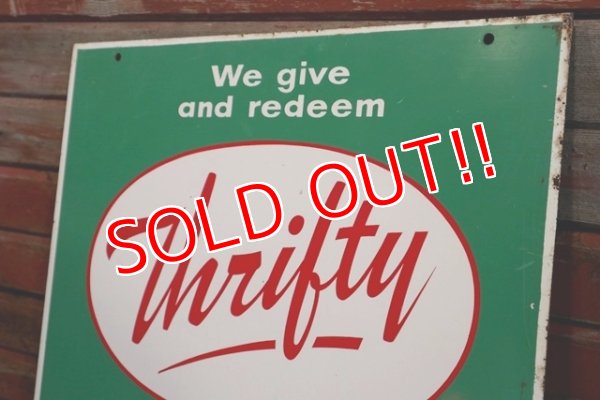 We give
and redeem
SOLD OUT!!
Thrifty